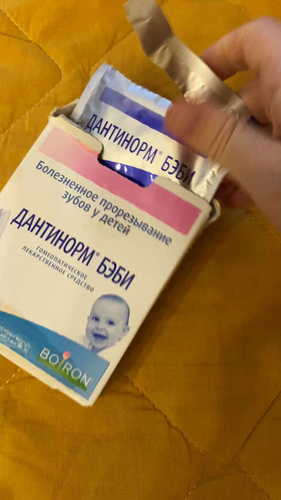 ДАНТИНОРМ® БЭБИ
Болезненное прорезывание
зубов у детей
ДАНТИНОРМ® БЭБИ
ГОМЕОПАТИЧЕСКОЕ
ЛЕКАРСТВЕННОЕ СРЕДСТВО
BOIRON